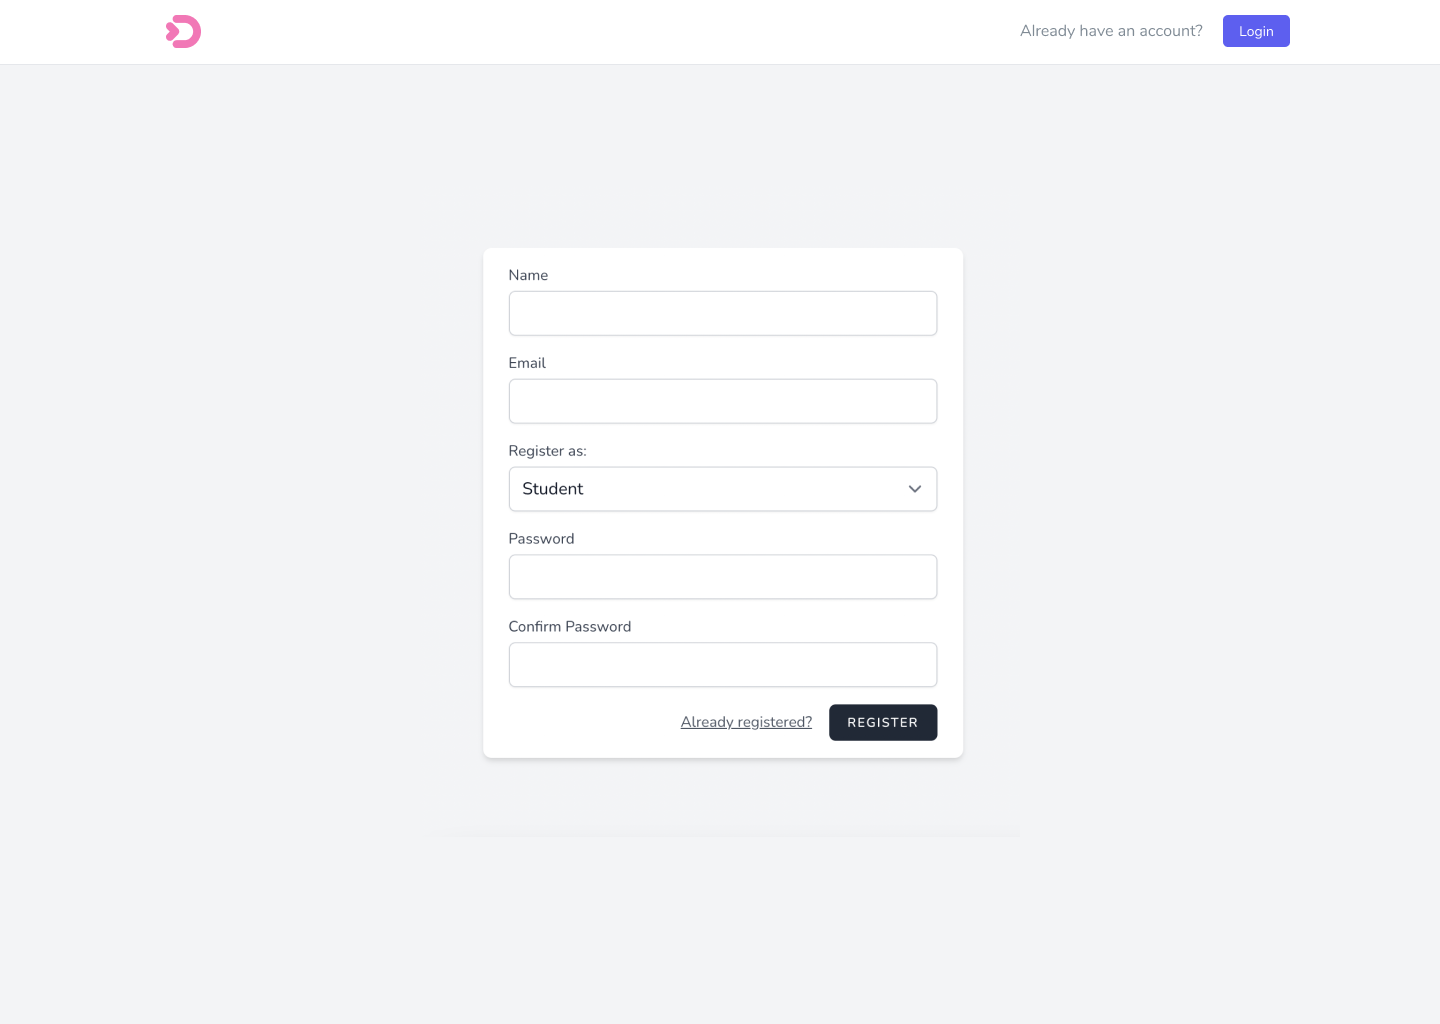 Already have an account? Login
Name
Email
Register as:
Student
Password
Confirm Password
Already registered? REGISTER